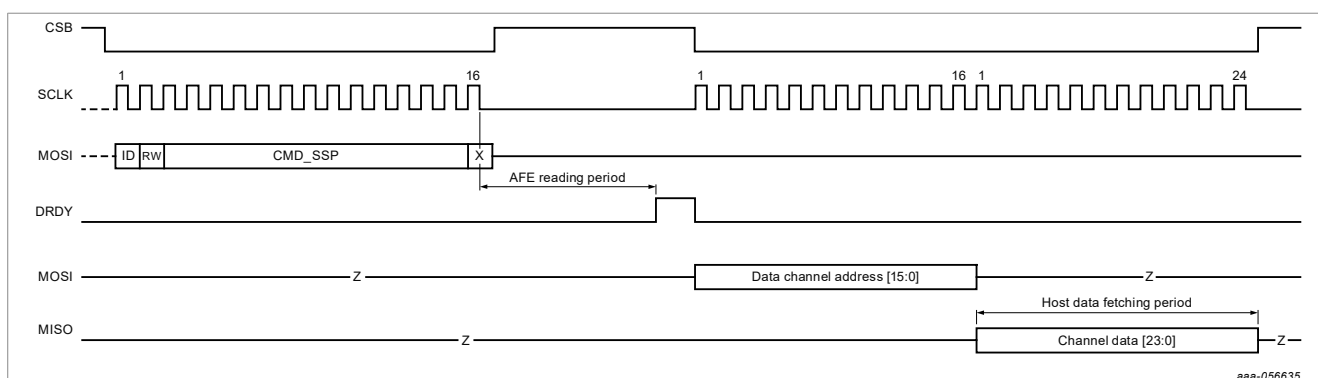 CSB
1 16 1 16 1 24
SCLK
MOSI ID RW CMD_SSP X
AFE reading period
DRDY
MOSI Z Data channel address [15:0] Z
Host data fetching period
MISO Z Channel data [23:0] Z
aaa-056635